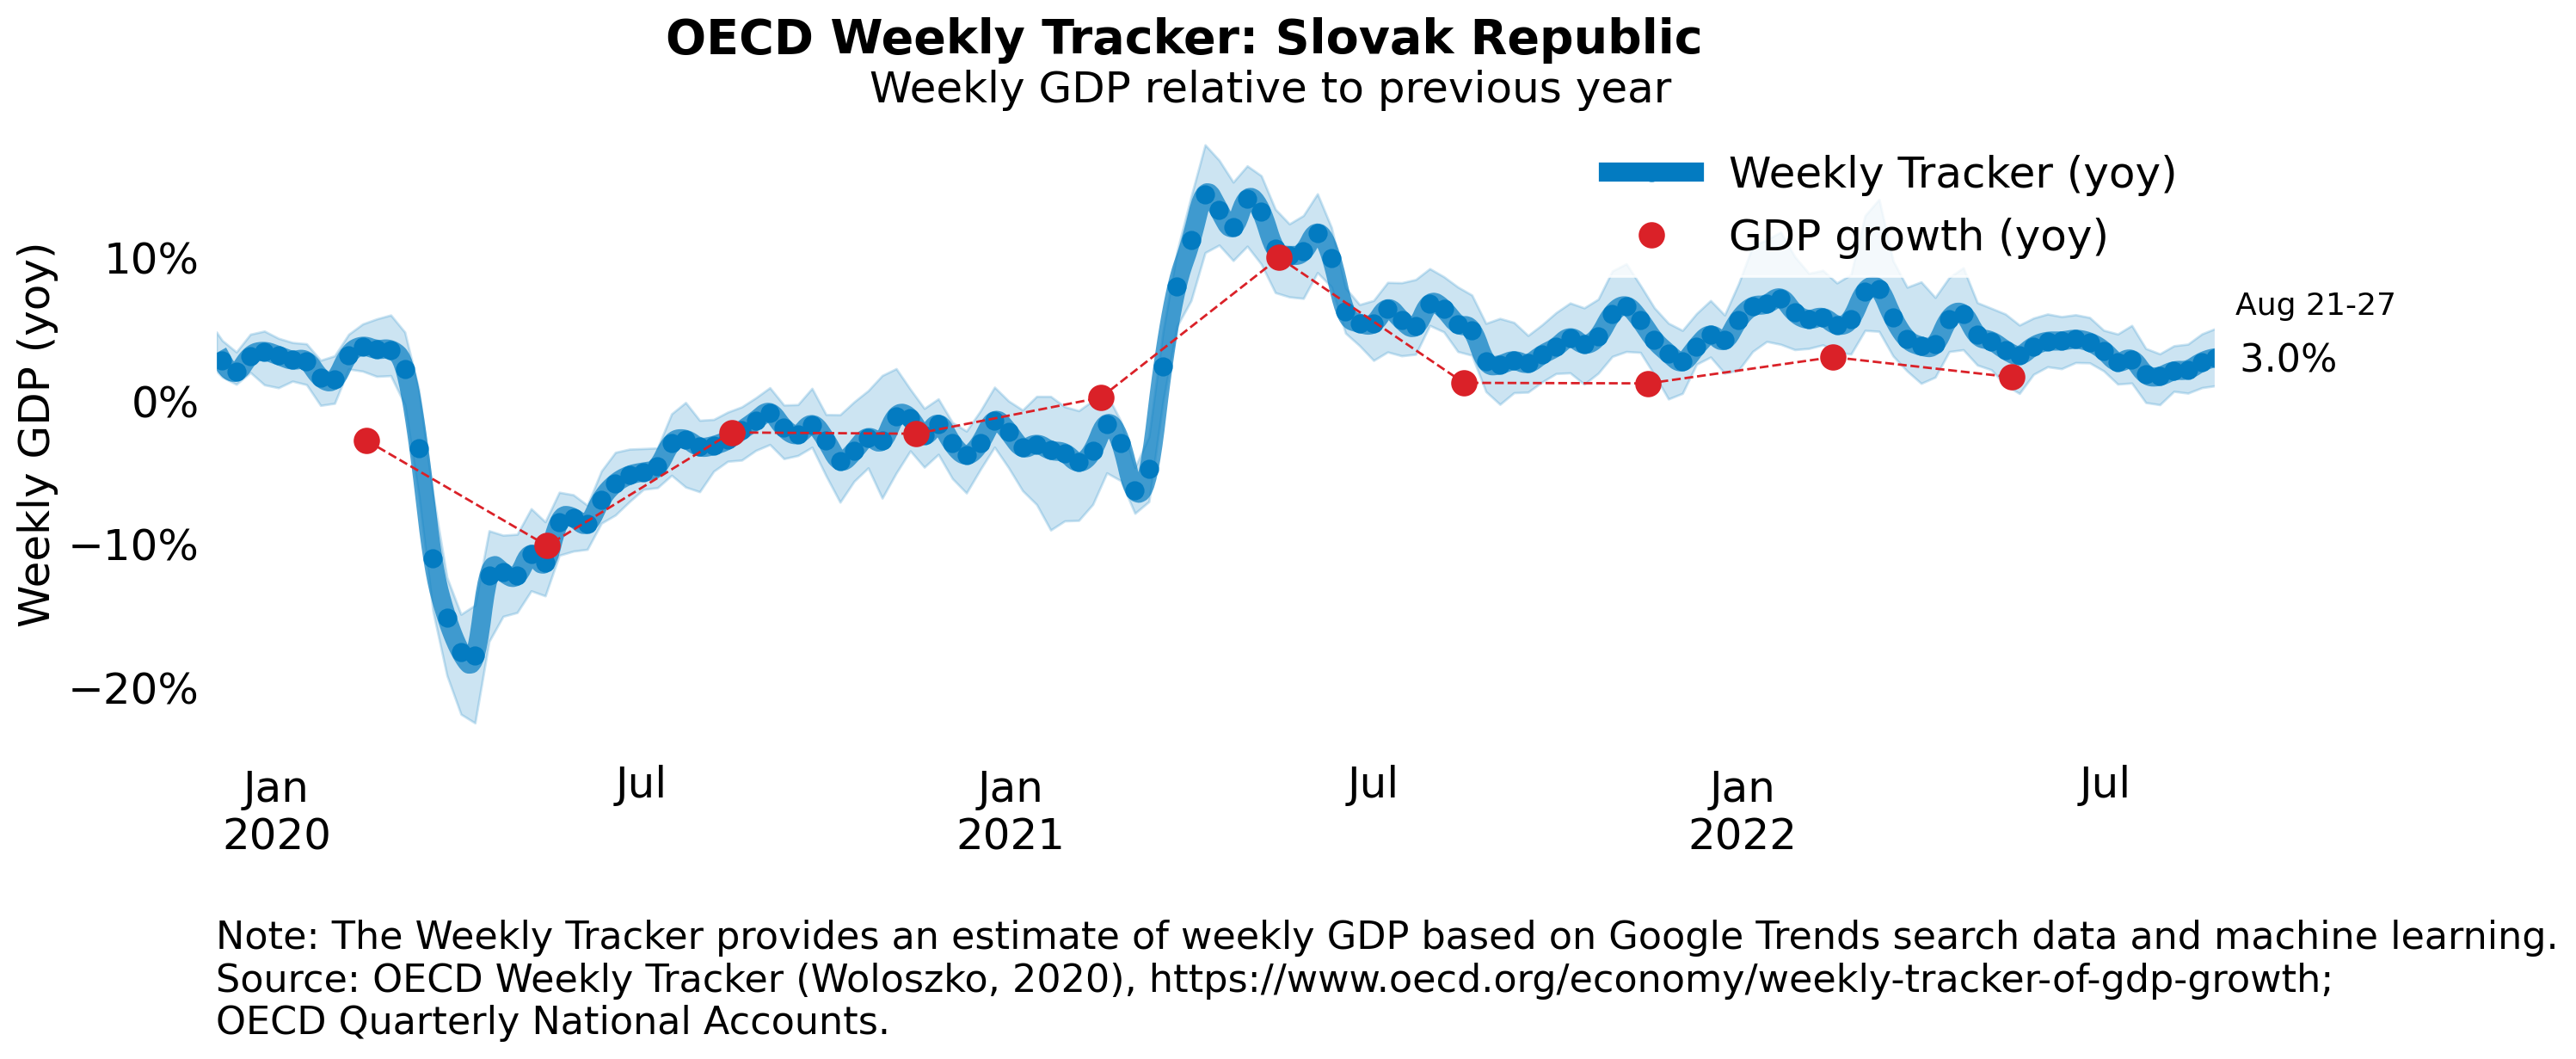 OECD Weekly Tracker: Slovak Republic
Weekly GDP relative to previous year
Weekly Tracker (yoy)
GDP growth (yoy)
Weekly GDP (yoy)
10%
0%
−10%
−20%
Aug 21-27
3.0%
Jan
2020
Jul
Jan
2021
Jul
Jan
2022
Jul
Note: The Weekly Tracker provides an estimate of weekly GDP based on Google Trends search data and machine learning.
Source: OECD Weekly Tracker (Woloszko, 2020), https://www.oecd.org/economy/weekly-tracker-of-gdp-growth;
OECD Quarterly National Accounts.